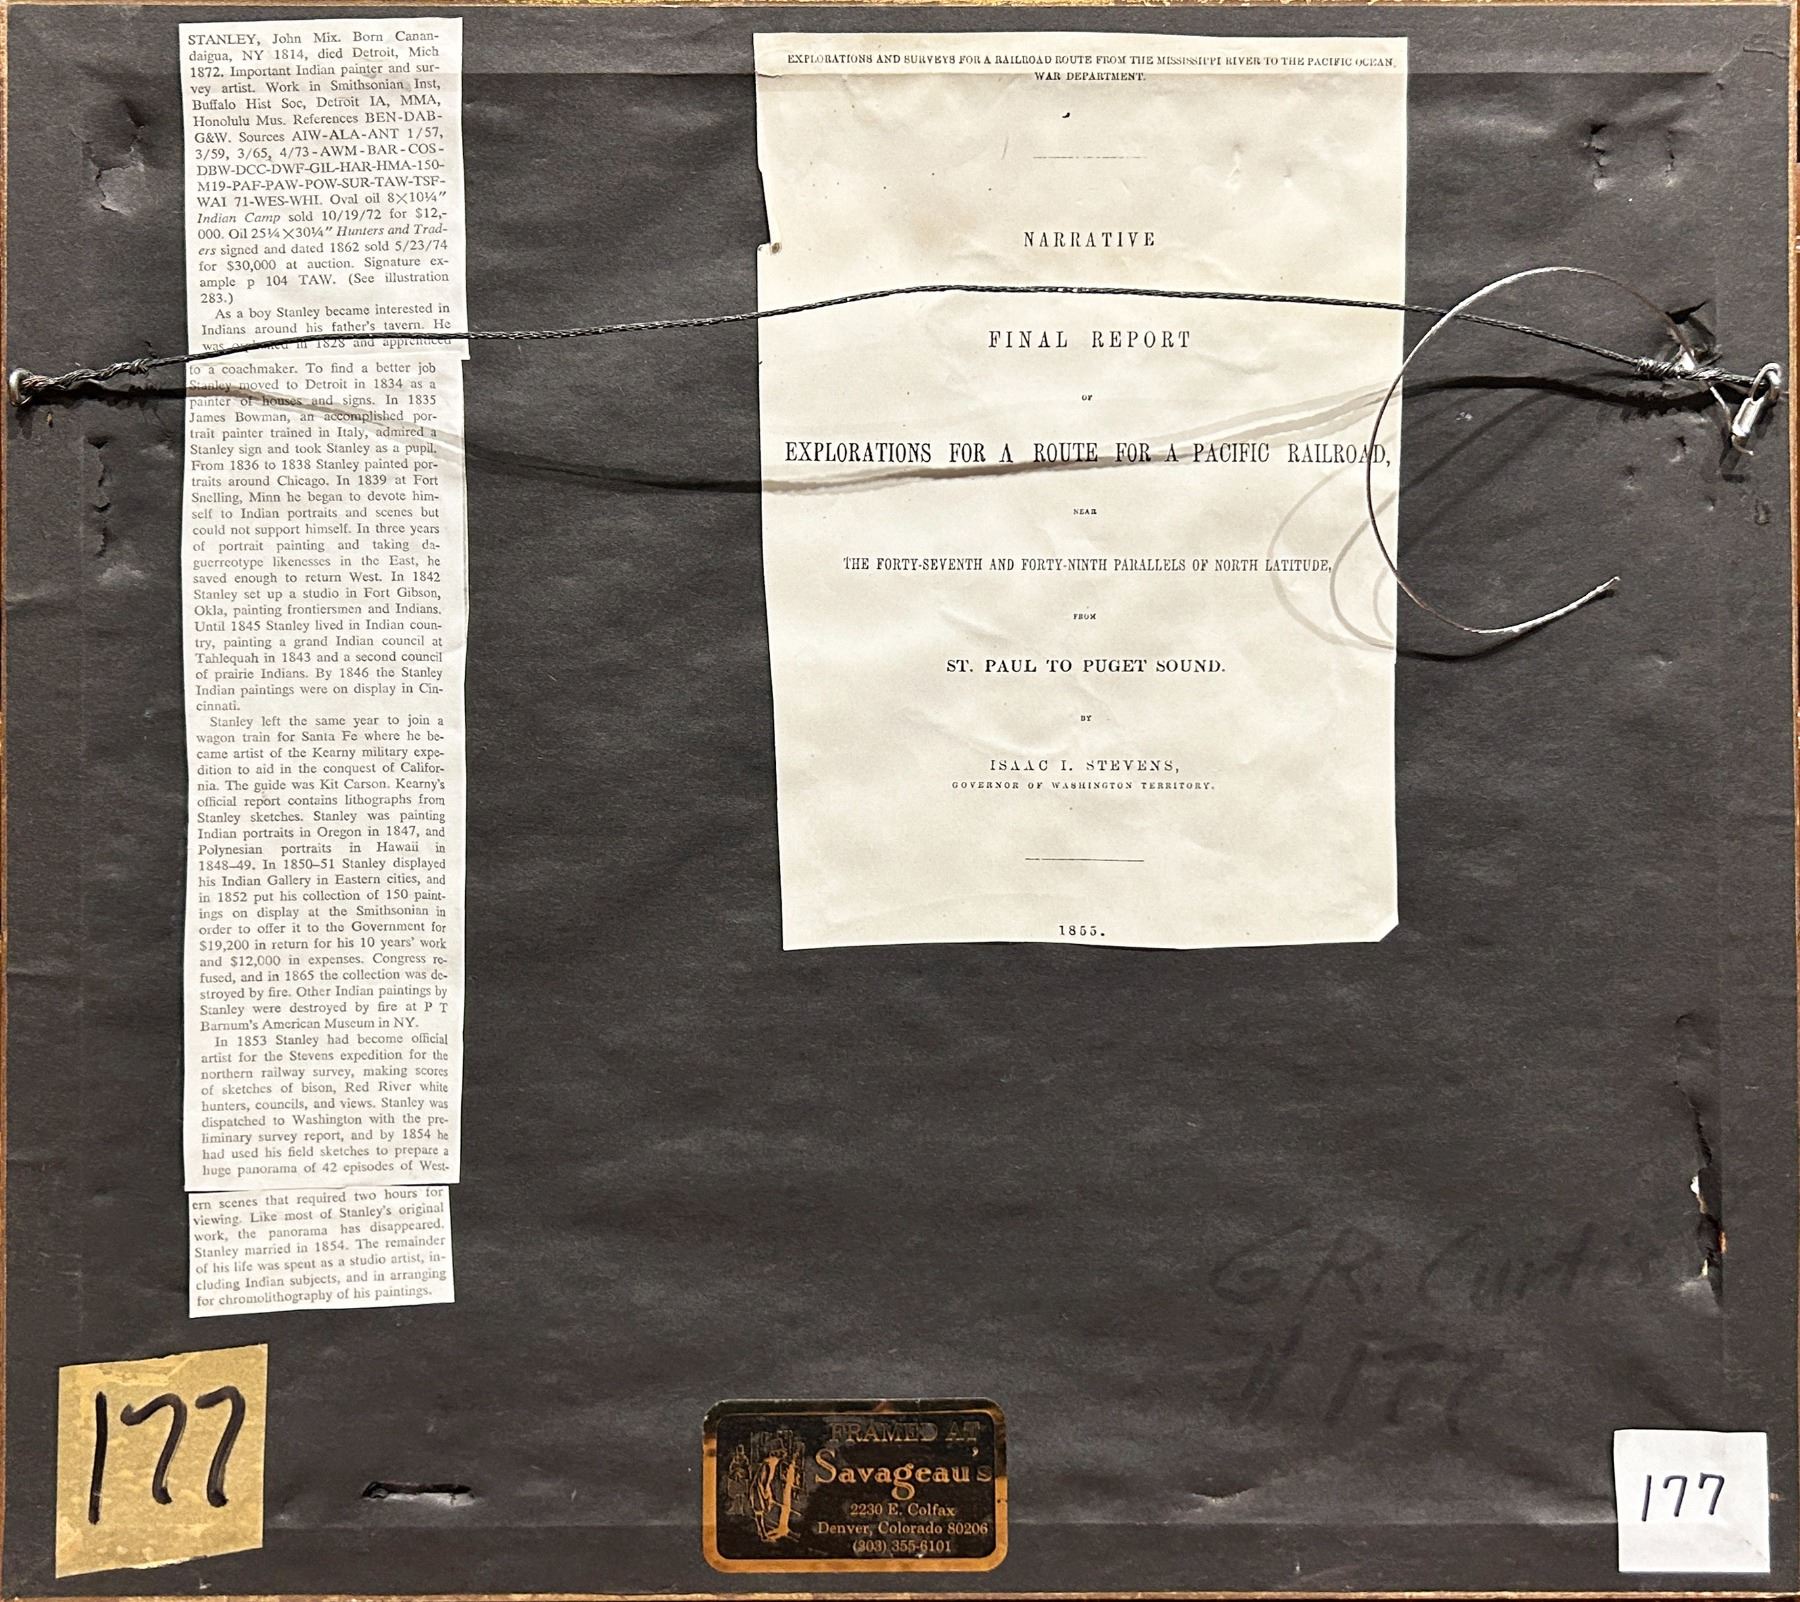 STANLEY, John Mix. Born Canan-
daigua, NY 1814, died Detroit, Mich
1872. Important Indian painter and sur-
vey artist. Work in Smithsonian Inst,
Buffalo Hist Soc, Detroit IA, MMA,
Honolulu Mus. References BEN-DAB-
G&W. Sources AIW-ALA-ANT 1/57,
3/59, 3/65, 4/73-AWM-BAR-COS-
DBW-DCC-DWF-GIL-HAR-HMA-150-
M19-PAF-PAW-POW-SUR-TAW-TSF-
WAI 71-WES-WHI. Oval oil 8×10¼"
Indian Camp sold 10/19/72 for $12,-
000. Oil 25¼×30¼" Hunters and Trad-
ers signed and dated 1862 sold 5/23/74
for $30,000 at auction. Signature ex-
ample p 104 TAW. (See illustration
283.)
As a boy Stanley became interested in
Indians around his father's tavern. He
was orphaned in 1828 and apprenticed
to a coachmaker. To find a better job
Stanley moved to Detroit in 1834 as a
painter of houses and signs. In 1835
James Bowman, an accomplished por-
trait painter trained in Italy, admired a
Stanley sign and took Stanley as a pupil.
From 1836 to 1838 Stanley painted por-
traits around Chicago. In 1839 at Fort
Snelling, Minn he began to devote him-
self to Indian portraits and scenes but
could not support himself. In three years
of portrait painting and taking da-
guerreotype likenesses in the East, he
saved enough to return West. In 1842
Stanley set up a studio in Fort Gibson,
Okla, painting frontiersmen and Indians.
Until 1845 Stanley lived in Indian coun-
try, painting a grand Indian council at
Tahlequah in 1843 and a second council
of prairie Indians. By 1846 the Stanley
Indian paintings were on display in Cin-
cinnati.
Stanley left the same year to join a
wagon train for Santa Fe where he be-
came artist of the Kearny military expe-
dition to aid in the conquest of Califor-
nia. The guide was Kit Carson. Kearny's
official report contains lithographs from
Stanley sketches. Stanley was painting
Indian portraits in Oregon in 1847, and
Polynesian portraits in Hawaii in
1848–49. In 1850–51 Stanley displayed
his Indian Gallery in Eastern cities, and
in 1852 put his collection of 150 paint-
ings on display at the Smithsonian in
order to offer it to the Government for
$19,200 in return for his 10 years' work
and $12,000 in expenses. Congress re-
fused, and in 1865 the collection was de-
stroyed by fire. Other Indian paintings by
Stanley were destroyed by fire at P T
Barnum's American Museum in NY.
In 1853 Stanley had become official
artist for the Stevens expedition for the
northern railway survey, making scores
of sketches of bison, Red River white
hunters, councils, and views. Stanley was
dispatched to Washington with the pre-
liminary survey report, and by 1854 he
had used his field sketches to prepare a
huge panorama of 42 episodes of West-
ern scenes that required two hours for
viewing. Like most of Stanley's original
work, the panorama has disappeared.
Stanley married in 1854. The remainder
of his life was spent as a studio artist, in-
cluding Indian subjects, and in arranging
for chromolithography of his paintings.
EXPLORATIONS AND SURVEYS FOR A RAILROAD ROUTE FROM THE MISSISSIPPI RIVER TO THE PACIFIC OCEAN.
WAR DEPARTMENT.
NARRATIVE
FINAL REPORT
OF
EXPLORATIONS FOR A ROUTE FOR A PACIFIC RAILROAD,
NEAR
THE FORTY-SEVENTH AND FORTY-NINTH PARALLELS OF NORTH LATITUDE,
FROM
ST. PAUL TO PUGET SOUND.
BY
ISAAC I. STEVENS,
GOVERNOR OF WASHINGTON TERRITORY.
1855.
GR. Curtis
#177
177
FRAMED AT
Savageau's
2230 E. Colfax
Denver, Colorado 80206
(303) 355-6101
177